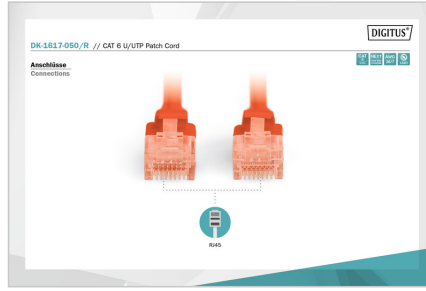 DIGITUS®
DK-1617-050/R // CAT 6 U/UTP Patch Cord
Anschlüsse
Connections
RJ45